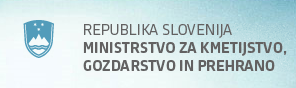 REPUBLIKA SLOVENIJA
MINISTRSTVO ZA KMETIJSTVO,
GOZDARSTVO IN PREHRANO